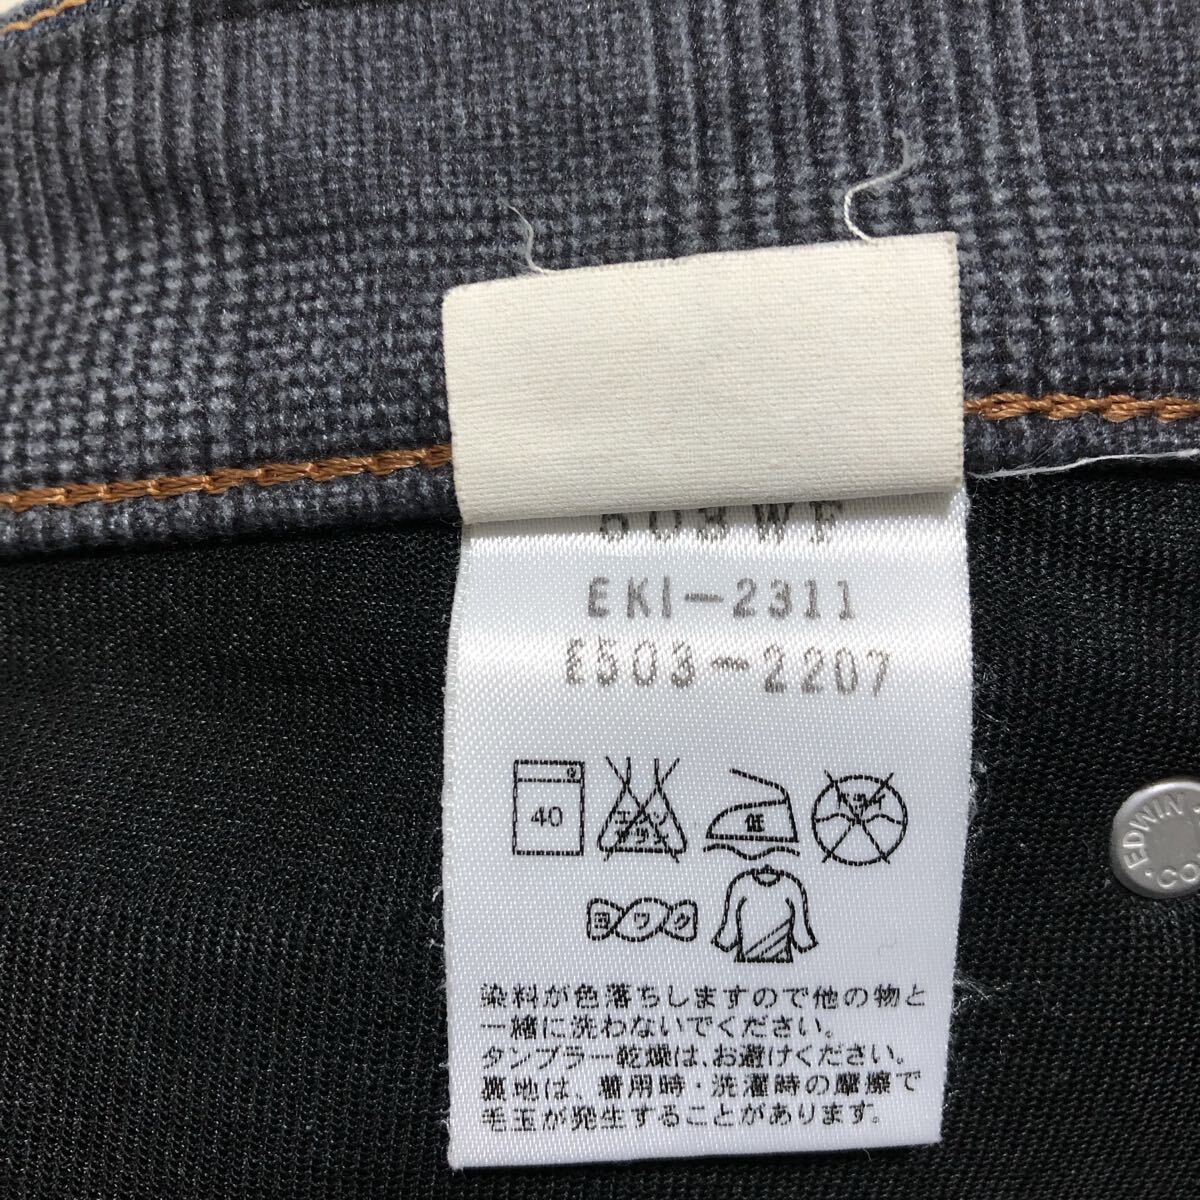 503WF
EKI-2311
E503-2207
40
エンソ
サラシ
低
ドライ
ヨワク
染料が色落ちしますので他の物と
一緒に洗わないでください。
タンブラー乾燥は、お避けください。
裏地は、着用時・洗濯時の摩擦で
毛玉が発生することがあります。
EDWIN
CO